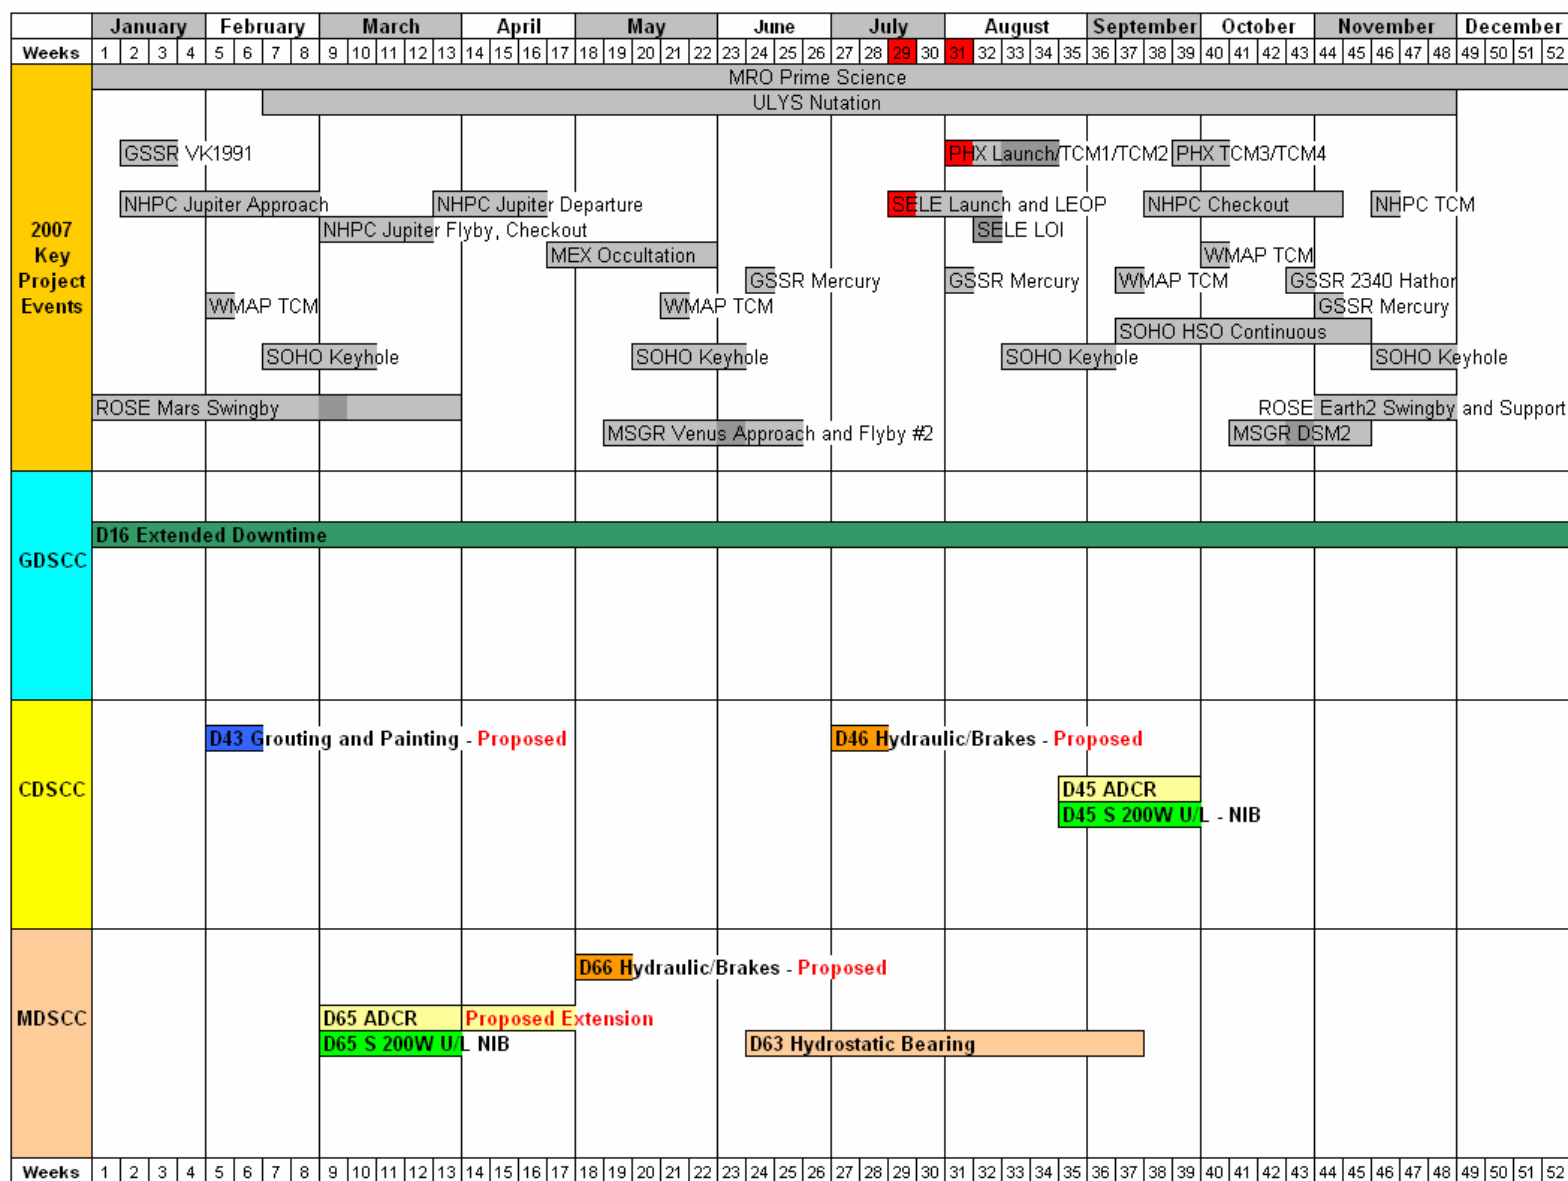 January February March April May June July August September October November December
Weeks 1 2 3 4 5 6 7 8 9 10 11 12 13 14 15 16 17 18 19 20 21 22 23 24 25 26 27 28 29 30 31 32 33 34 35 36 37 38 39 40 41 42 43 44 45 46 47 48 49 50 51 52
2007
Key
Project
Events
MRO Prime Science
ULYS Nutation
GSSR VK1991
PHX Launch/TCM1/TCM2
PHX TCM3/TCM4
NHPC Jupiter Approach
NHPC Jupiter Departure
SELE Launch and LEOP
NHPC Checkout
NHPC TCM
NHPC Jupiter Flyby, Checkout
SELE LOI
MEX Occultation
WMAP TCM
GSSR Mercury
GSSR Mercury
WMAP TCM
GSSR 2340 Hathor
WMAP TCM
WMAP TCM
GSSR Mercury
SOHO HSO Continuous
SOHO Keyhole
SOHO Keyhole
SOHO Keyhole
SOHO Keyhole
ROSE Mars Swingby
ROSE Earth2 Swingby and Support
MSGR Venus Approach and Flyby #2
MSGR DSM2
GDSCC
D16 Extended Downtime
CDSCC
D43 Grouting and Painting - Proposed
D46 Hydraulic/Brakes - Proposed
D45 ADCR
D45 S 200W U/L - NIB
MDSCC
D66 Hydraulic/Brakes - Proposed
D65 ADCR
Proposed Extension
D65 S 200W U/L NIB
D63 Hydrostatic Bearing
Weeks 1 2 3 4 5 6 7 8 9 10 11 12 13 14 15 16 17 18 19 20 21 22 23 24 25 26 27 28 29 30 31 32 33 34 35 36 37 38 39 40 41 42 43 44 45 46 47 48 49 50 51 52